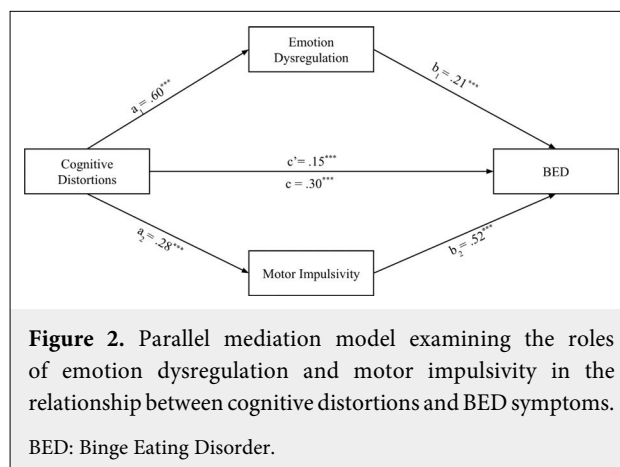 Emotion
Dysregulation
a₁ = .60***
b₁ = .21***
Cognitive
Distortions
c’= .15***
c = .30***
BED
a₂ = .28***
b₂ = .52***
Motor Impulsivity
Figure 2. Parallel mediation model examining the roles
of emotion dysregulation and motor impulsivity in the
relationship between cognitive distortions and BED symptoms.
BED: Binge Eating Disorder.